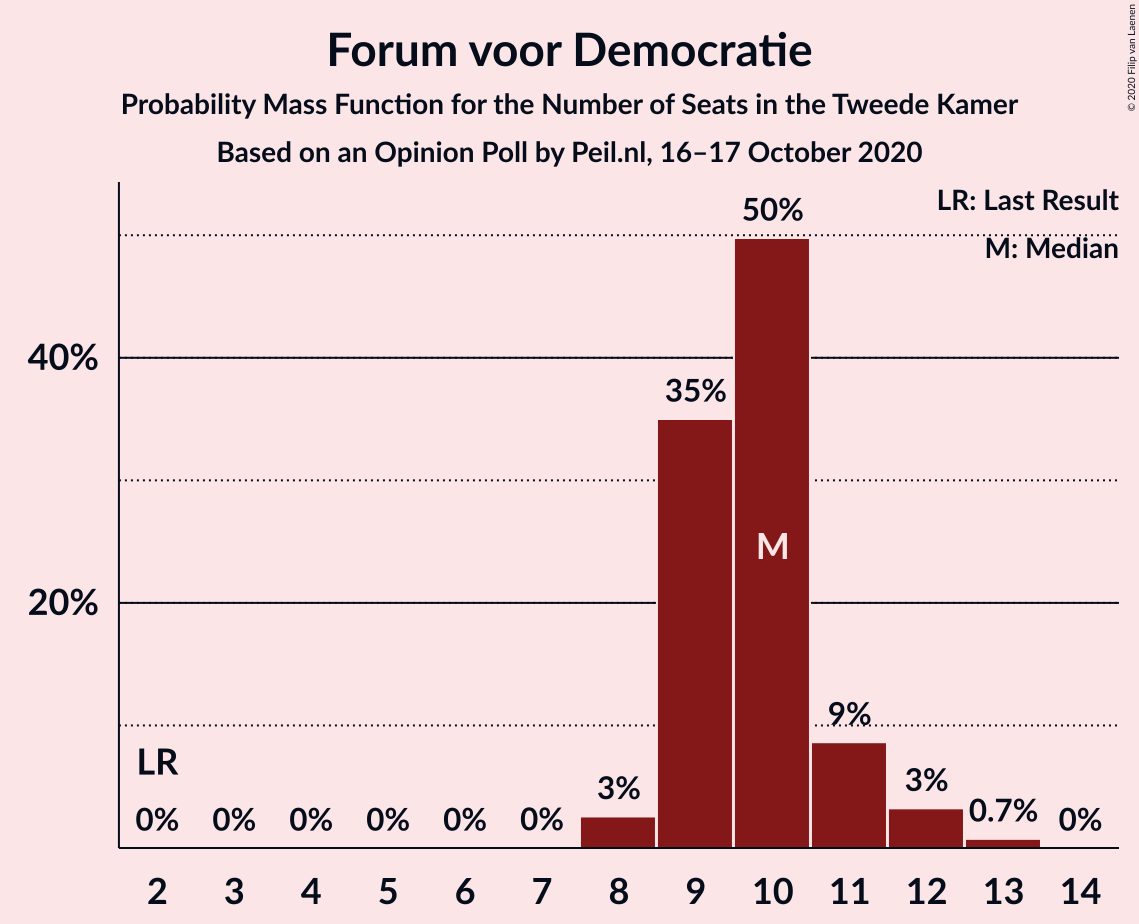 Forum voor Democratie
Probability Mass Function for the Number of Seats in the Tweede Kamer
Based on an Opinion Poll by Peil.nl, 16–17 October 2020
© 2020 Filip van Laenen
LR: Last Result
M: Median
50%
40%
35%
M
20%
9%
LR
3%
3%
0.7%
0% 0% 0% 0% 0% 0% 0%
2 3 4 5 6 7 8 9 10 11 12 13 14